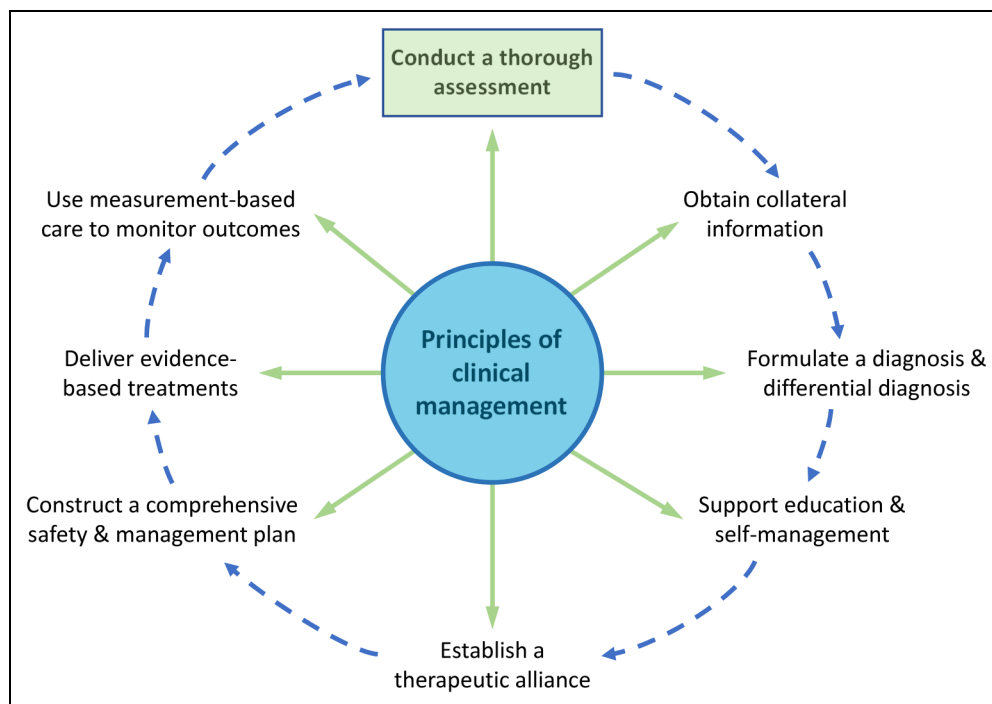 Conduct a thorough
assessment
Obtain collateral
information
Formulate a diagnosis &
differential diagnosis
Support education &
self-management
Establish a
therapeutic alliance
Construct a comprehensive
safety & management plan
Deliver evidence-
based treatments
Use measurement-based
care to monitor outcomes
Principles of
clinical
management